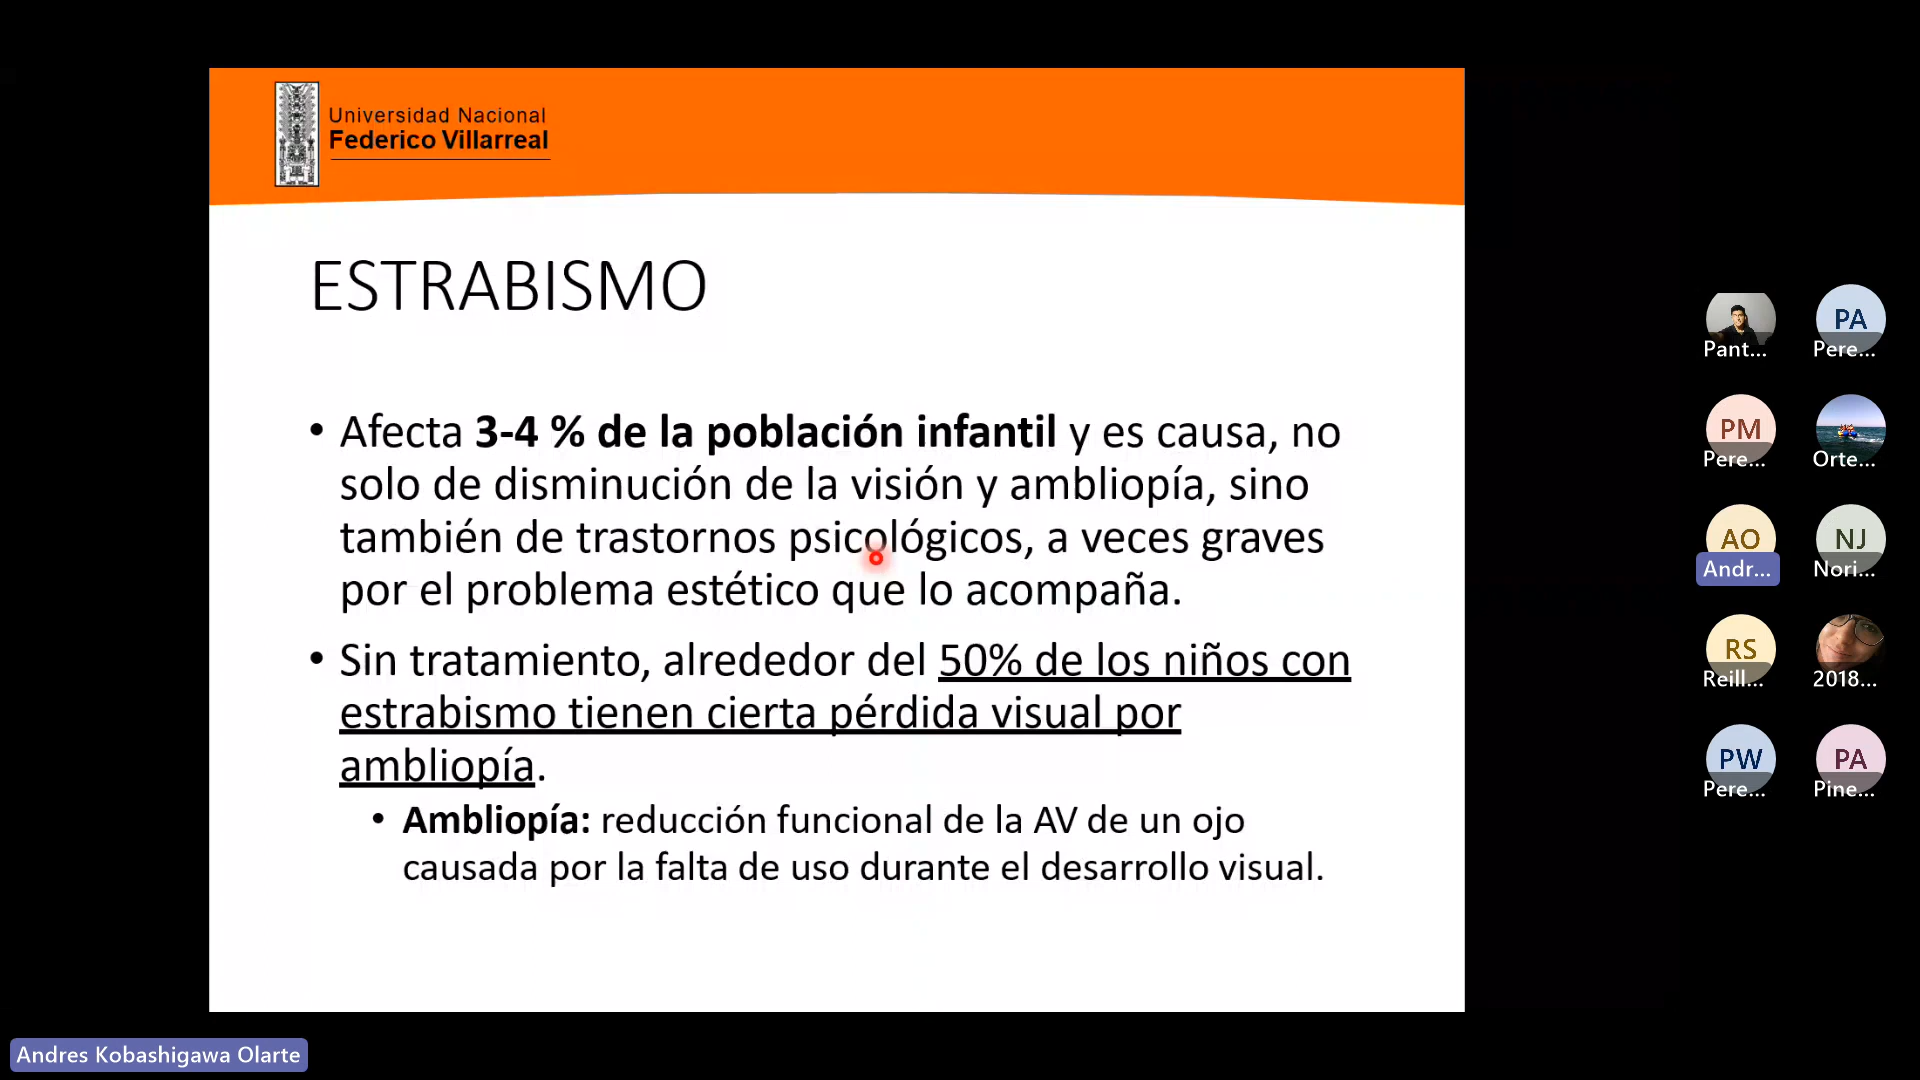 Universidad Nacional
Federico Villarreal
ESTRABISMO
• Afecta 3-4 % de la población infantil y es causa, no
solo de disminución de la visión y ambliopía, sino
también de trastornos psicológicos, a veces graves
por el problema estético que lo acompaña.
• Sin tratamiento, alrededor del 50% de los niños con
estrabismo tienen cierta pérdida visual por
ambliopía.
• Ambliopía: reducción funcional de la AV de un ojo
causada por la falta de uso durante el desarrollo visual.
Pant...
PA
Pere...
PM
Pere...
Orte...
AO
Andr...
NJ
Nori...
RS
Reill...
2018...
PW
Pere...
PA
Pine...
Andres Kobashigawa Olarte